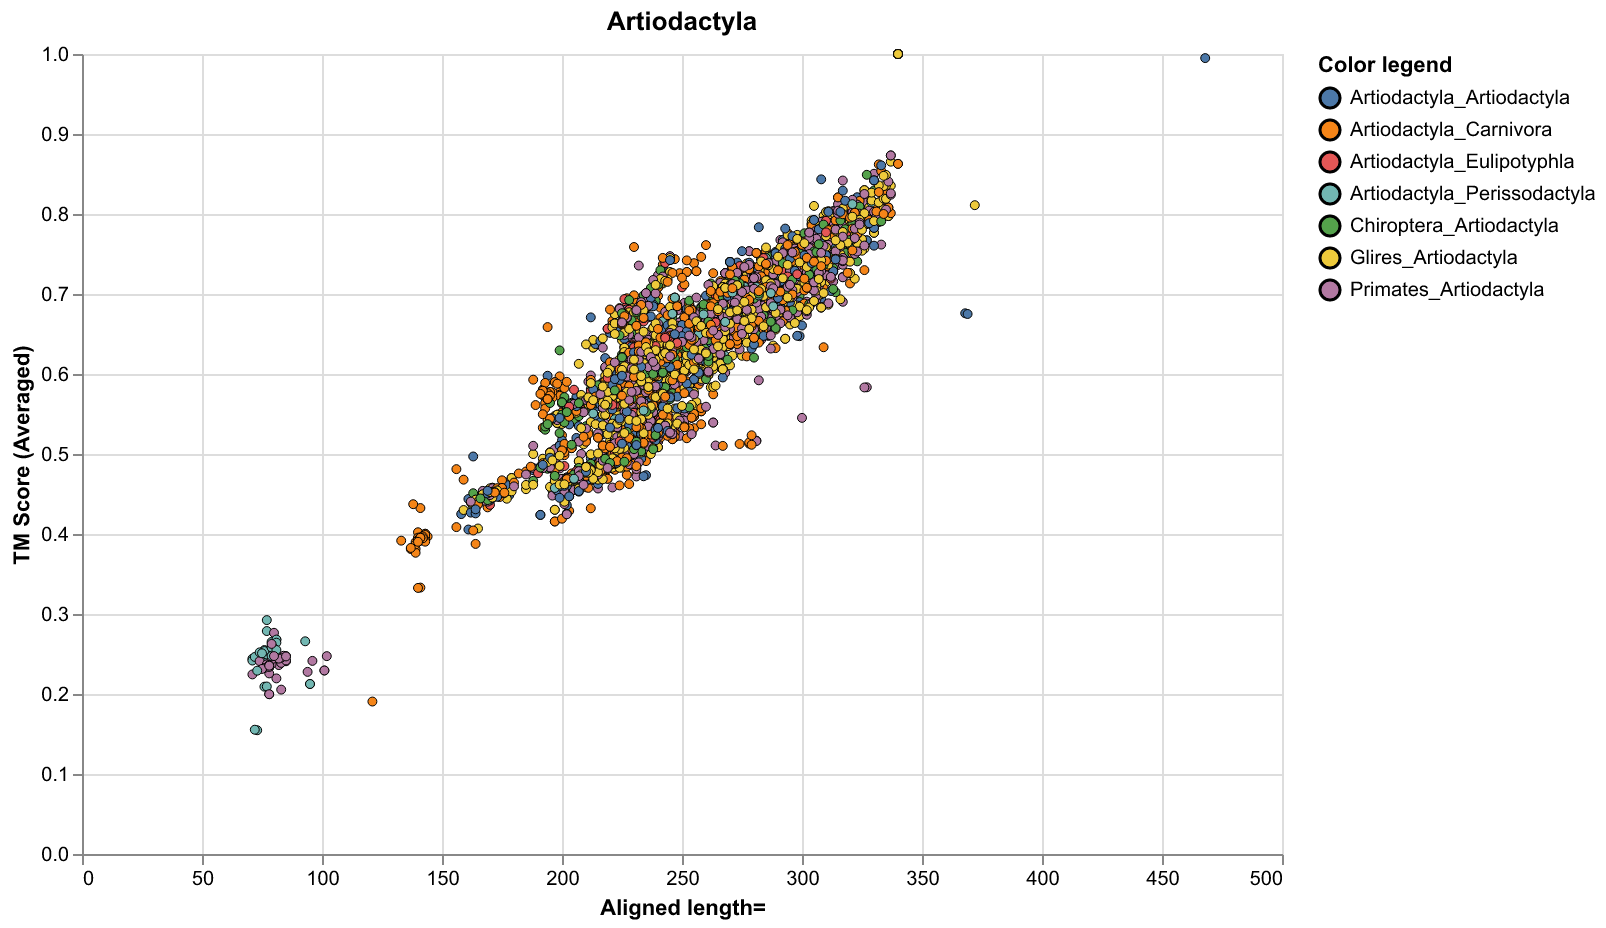 Artiodactyla
Color legend
Artiodactyla_Artiodactyla
Artiodactyla_Carnivora
Artiodactyla_Eulipotyphla
Artiodactyla_Perissodactyla
Chiroptera_Artiodactyla
Glires_Artiodactyla
Primates_Artiodactyla
TM Score (Averaged)
1.0
0.9
0.8
0.7
0.6
0.5
0.4
0.3
0.2
0.1
0.0
0 50 100 150 200 250 300 350 400 450 500
Aligned length=